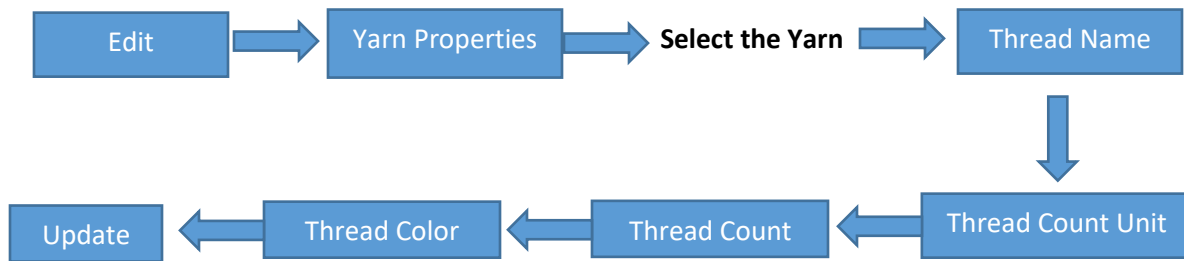 Edit
Yarn Properties
Select the Yarn
Thread Name
Thread Count Unit
Thread Count
Thread Color
Update